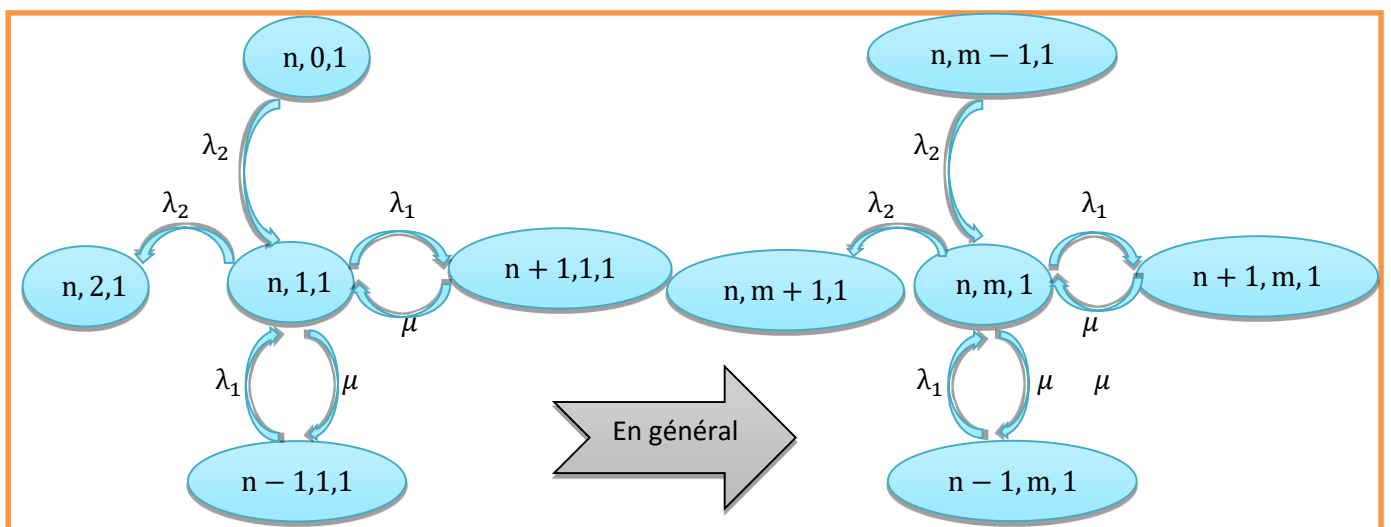 n, 0,1
n, m − 1,1
λ₂
λ₂
λ₂
λ₁
λ₂
λ₁
n, 2,1
n, 1,1
n + 1,1,1
n, m + 1,1
n, m, 1
n + 1, m, 1
μ
μ
λ₁
μ
λ₁
μ
μ
En général
n − 1,1,1
n − 1, m, 1